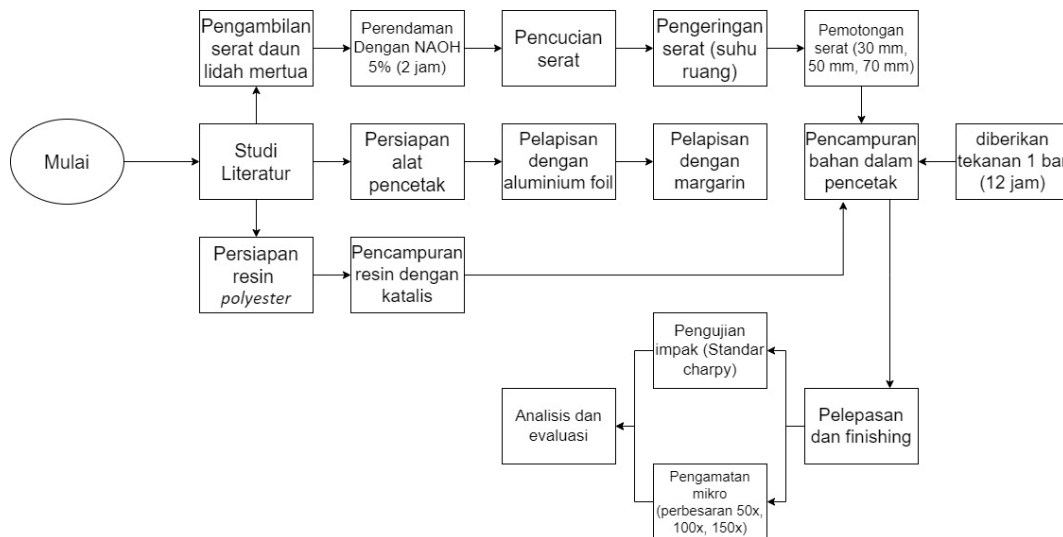 Pengambilan
serat daun
lidah mertua
Perendaman
Dengan NAOH
5% (2 jam)
Pencucian
serat
Pengeringan
serat (suhu
ruang)
Pemotongan
serat (30 mm,
50 mm, 70 mm)
Mulai
Studi
Literatur
Persiapan
alat
pencetak
Pelapisan
dengan
aluminium foil
Pelapisan
dengan
margarin
Pencampuran
bahan dalam
pencetak
diberikan
tekanan 1 bar
(12 jam)
Persiapan
resin
polyester
Pencampuran
resin dengan
katalis
Pengujian
impak (Standar
charpy)
Analisis dan
evaluasi
Pelepasan
dan finishing
Pengamatan
mikro
(perbesaran 50x,
100x, 150x)